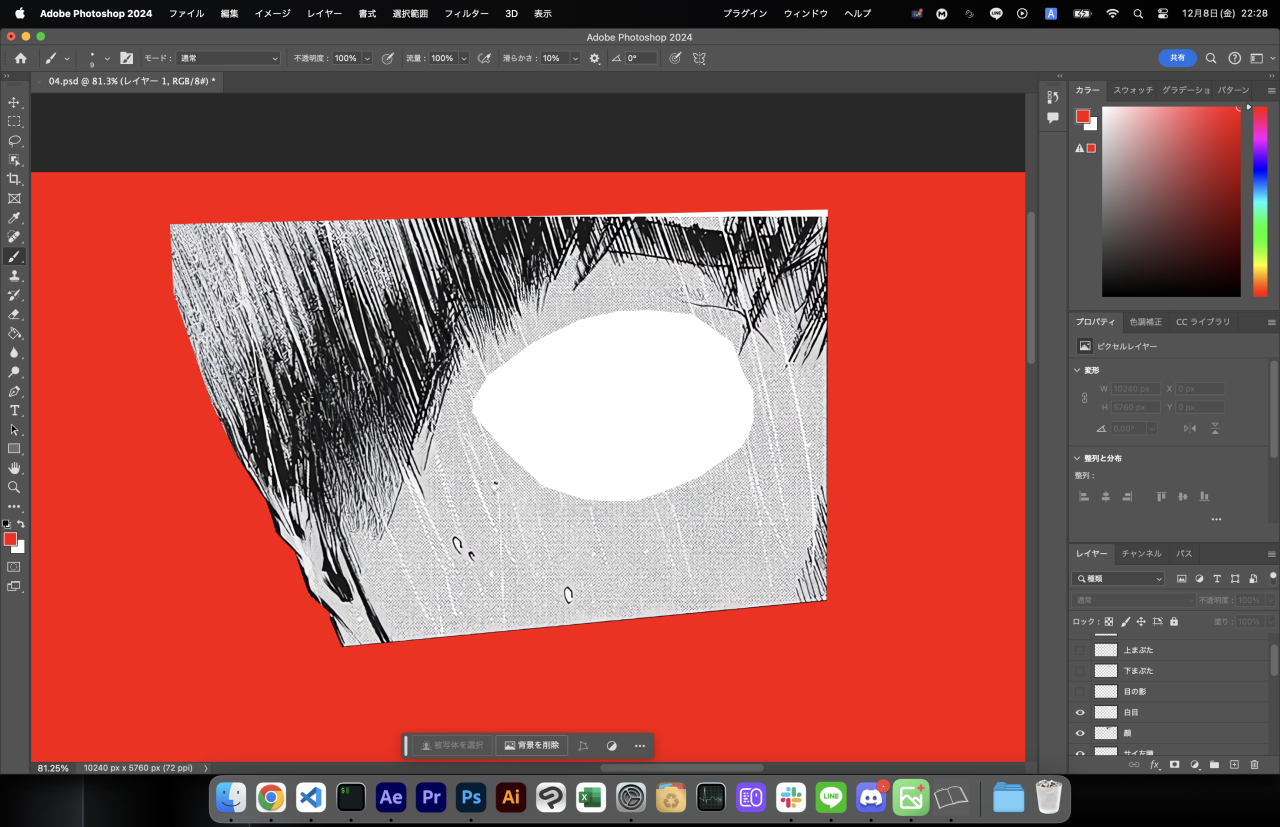 Adobe Photoshop 2024 ファイル 編集 イメージ レイヤー 書式 選択範囲 フィルター 3D 表示 プラグイン ウィンドウ ヘルプ A 12月8日(金) 22:28
Adobe Photoshop 2024
9 モード： 通常 不透明度： 100% 流量： 100% 滑らかさ： 10% 0° 共有
04.psd @ 81.3% (レイヤー 1, RGB/8#) *
カラー スウォッチ グラデーショ パターン
プロパティ 色調補正 CC ライブラリ
ピクセルレイヤー
変形
W 10240 px X 0 px
H 5760 px Y 0 px
0.00°
整列と分布
整列：
レイヤー チャンネル パス
種類
通常 不透明度： 100%
ロック： 塗り： 100%
上まぶた
下まぶた
目の影
白目
顔
サイ左腕
被写体を選択 背景を削除
81.25% 10240 px x 5760 px (72 ppi)
Ae Pr Ps Ai LINE